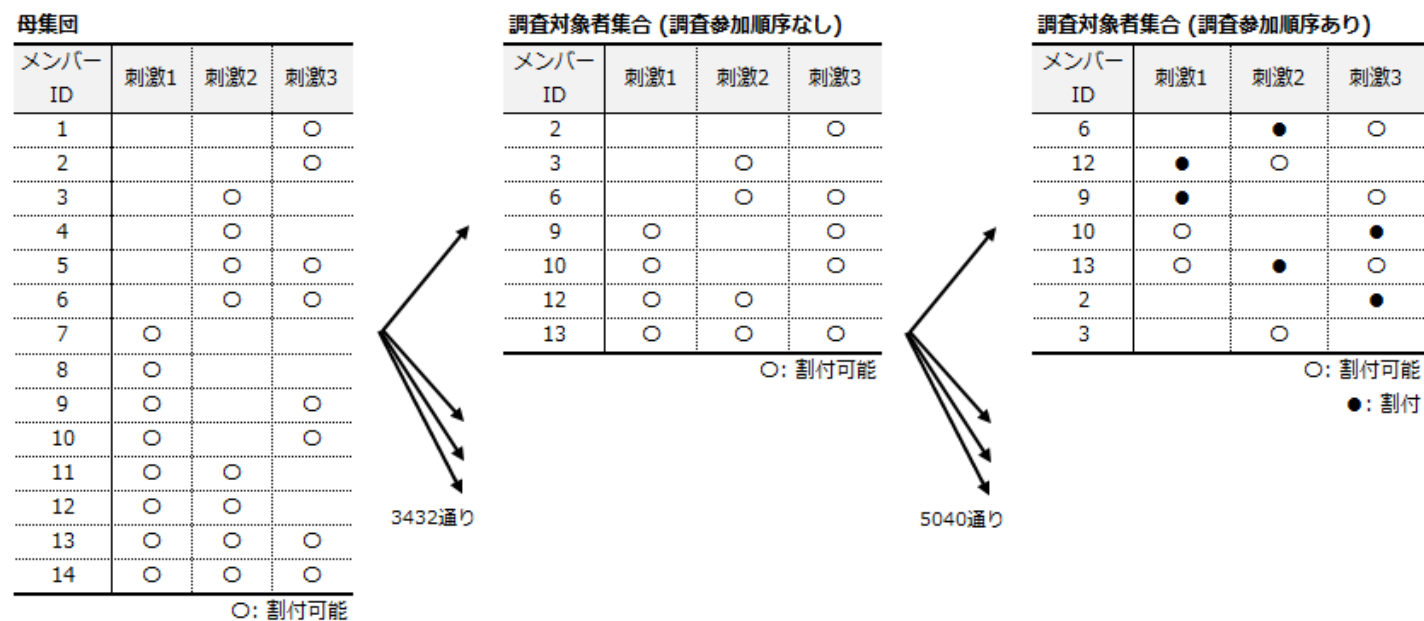 母集団
メンバーID 刺激1 刺激2 刺激3
1 〇
2 〇
3 〇
4 〇
5 〇 〇
6 〇 〇
7 〇
8 〇
9 〇 〇
10 〇 〇
11 〇 〇
12 〇 〇
13 〇 〇 〇
14 〇 〇 〇
〇: 割付可能
3432通り
調査対象者集合 (調査参加順序なし)
メンバーID 刺激1 刺激2 刺激3
2 〇
3 〇
6 〇 〇
9 〇 〇
10 〇 〇
12 〇 〇
13 〇 〇 〇
〇: 割付可能
5040通り
調査対象者集合 (調査参加順序あり)
メンバーID 刺激1 刺激2 刺激3
6 ● 〇
12 ● 〇
9 ● 〇
10 〇 ●
13 〇 ● 〇
2 ●
3 〇
〇: 割付可能
●: 割付